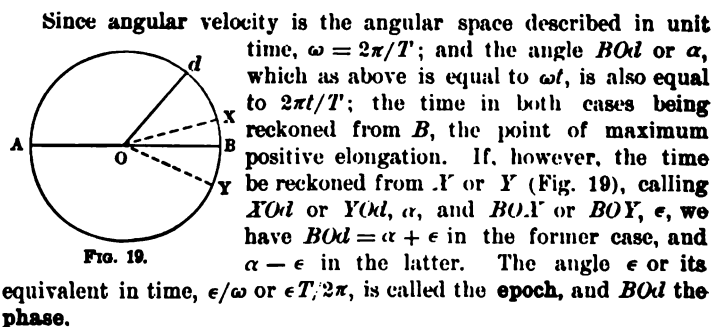 Since angular velocity is the angular space described in unit
time, ω = 2π/T; and the angle BOd or α,
which as above is equal to ωt, is also equal
to 2πt/T; the time in both cases being
reckoned from B, the point of maximum
positive elongation. If, however, the time
be reckoned from X or Y (Fig. 19), calling
XOd or YOd, α, and BOX or BOY, ϵ, we
have BOd = α + ϵ in the former case, and
α − ϵ in the latter. The angle ϵ or its
equivalent in time, ϵ/ω or ϵT/2π, is called the epoch, and BOd the
phase.
d
X
A
O
B
Y
FIG. 19.